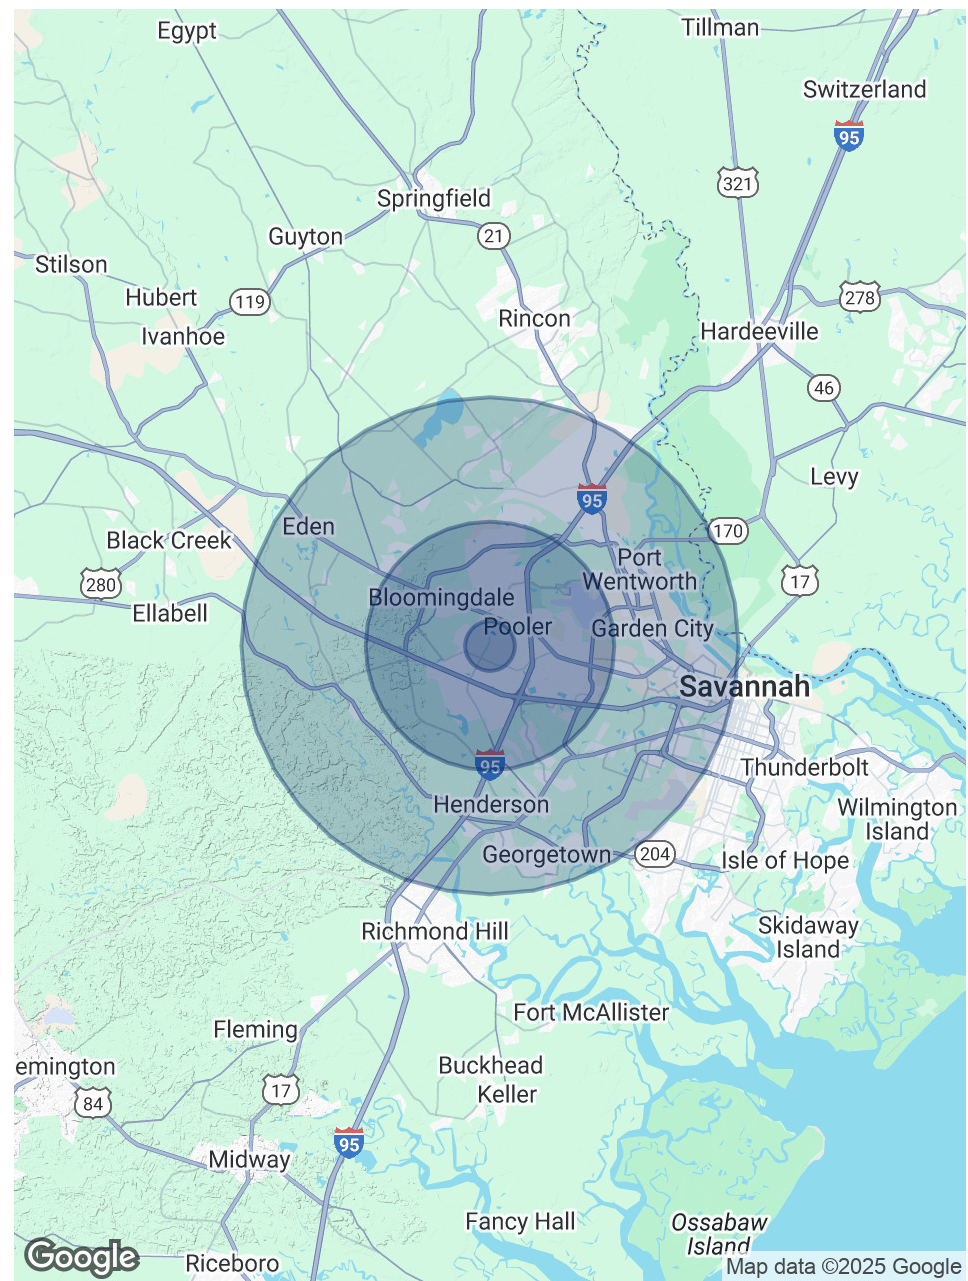 Egypt
Tillman
Switzerland
95
321
Springfield
21
Guyton
Stilson
Hubert
119
278
Ivanhoe
Rincon
Hardeeville
46
Levy
95
Eden
170
Black Creek
Port
Wentworth
280
17
Bloomingdale
Ellabell
Pooler
Garden City
Savannah
95
Thunderbolt
Henderson
Wilmington
Island
Georgetown
204
Isle of Hope
Richmond Hill
Skidaway
Island
Fort McAllister
Fleming
emington
Buckhead
Keller
17
84
95
Midway
Fancy Hall
Ossabaw
Island
Google
Riceboro
Map data ©2025 Google